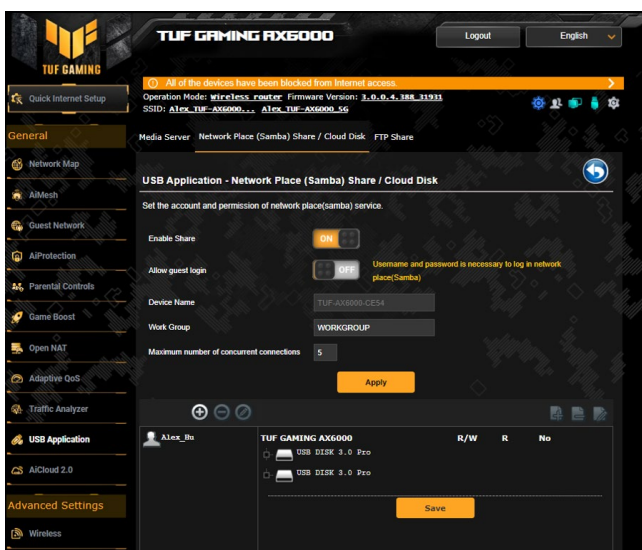 TUF GAMING
TUF GAMING AX6000
Logout
English
All of the devices have been blocked from Internet access.
Quick Internet Setup
Operation Mode: Wireless router Firmware Version: 3.0.0.4.388_31931
SSID: Alex_TUF-AX6000... Alex_TUF-AX6000_5G
General
Media Server Network Place (Samba) Share / Cloud Disk FTP Share
Network Map
AiMesh
Guest Network
AiProtection
Parental Controls
Game Boost
Open NAT
Adaptive QoS
Traffic Analyzer
USB Application
AiCloud 2.0
Advanced Settings
Wireless
USB Application - Network Place (Samba) Share / Cloud Disk
Set the account and permission of network place(samba) service.
Enable Share ON
Allow guest login OFF
Username and password is necessary to log in network
place(Samba)
Device Name TUF-AX6000-CE54
Work Group WORKGROUP
Maximum number of concurrent connections 5
Apply
Alex_Hu
TUF GAMING AX6000 R/W R No
USB DISK 3.0 Pro
USB DISK 3.0 Pro
Save